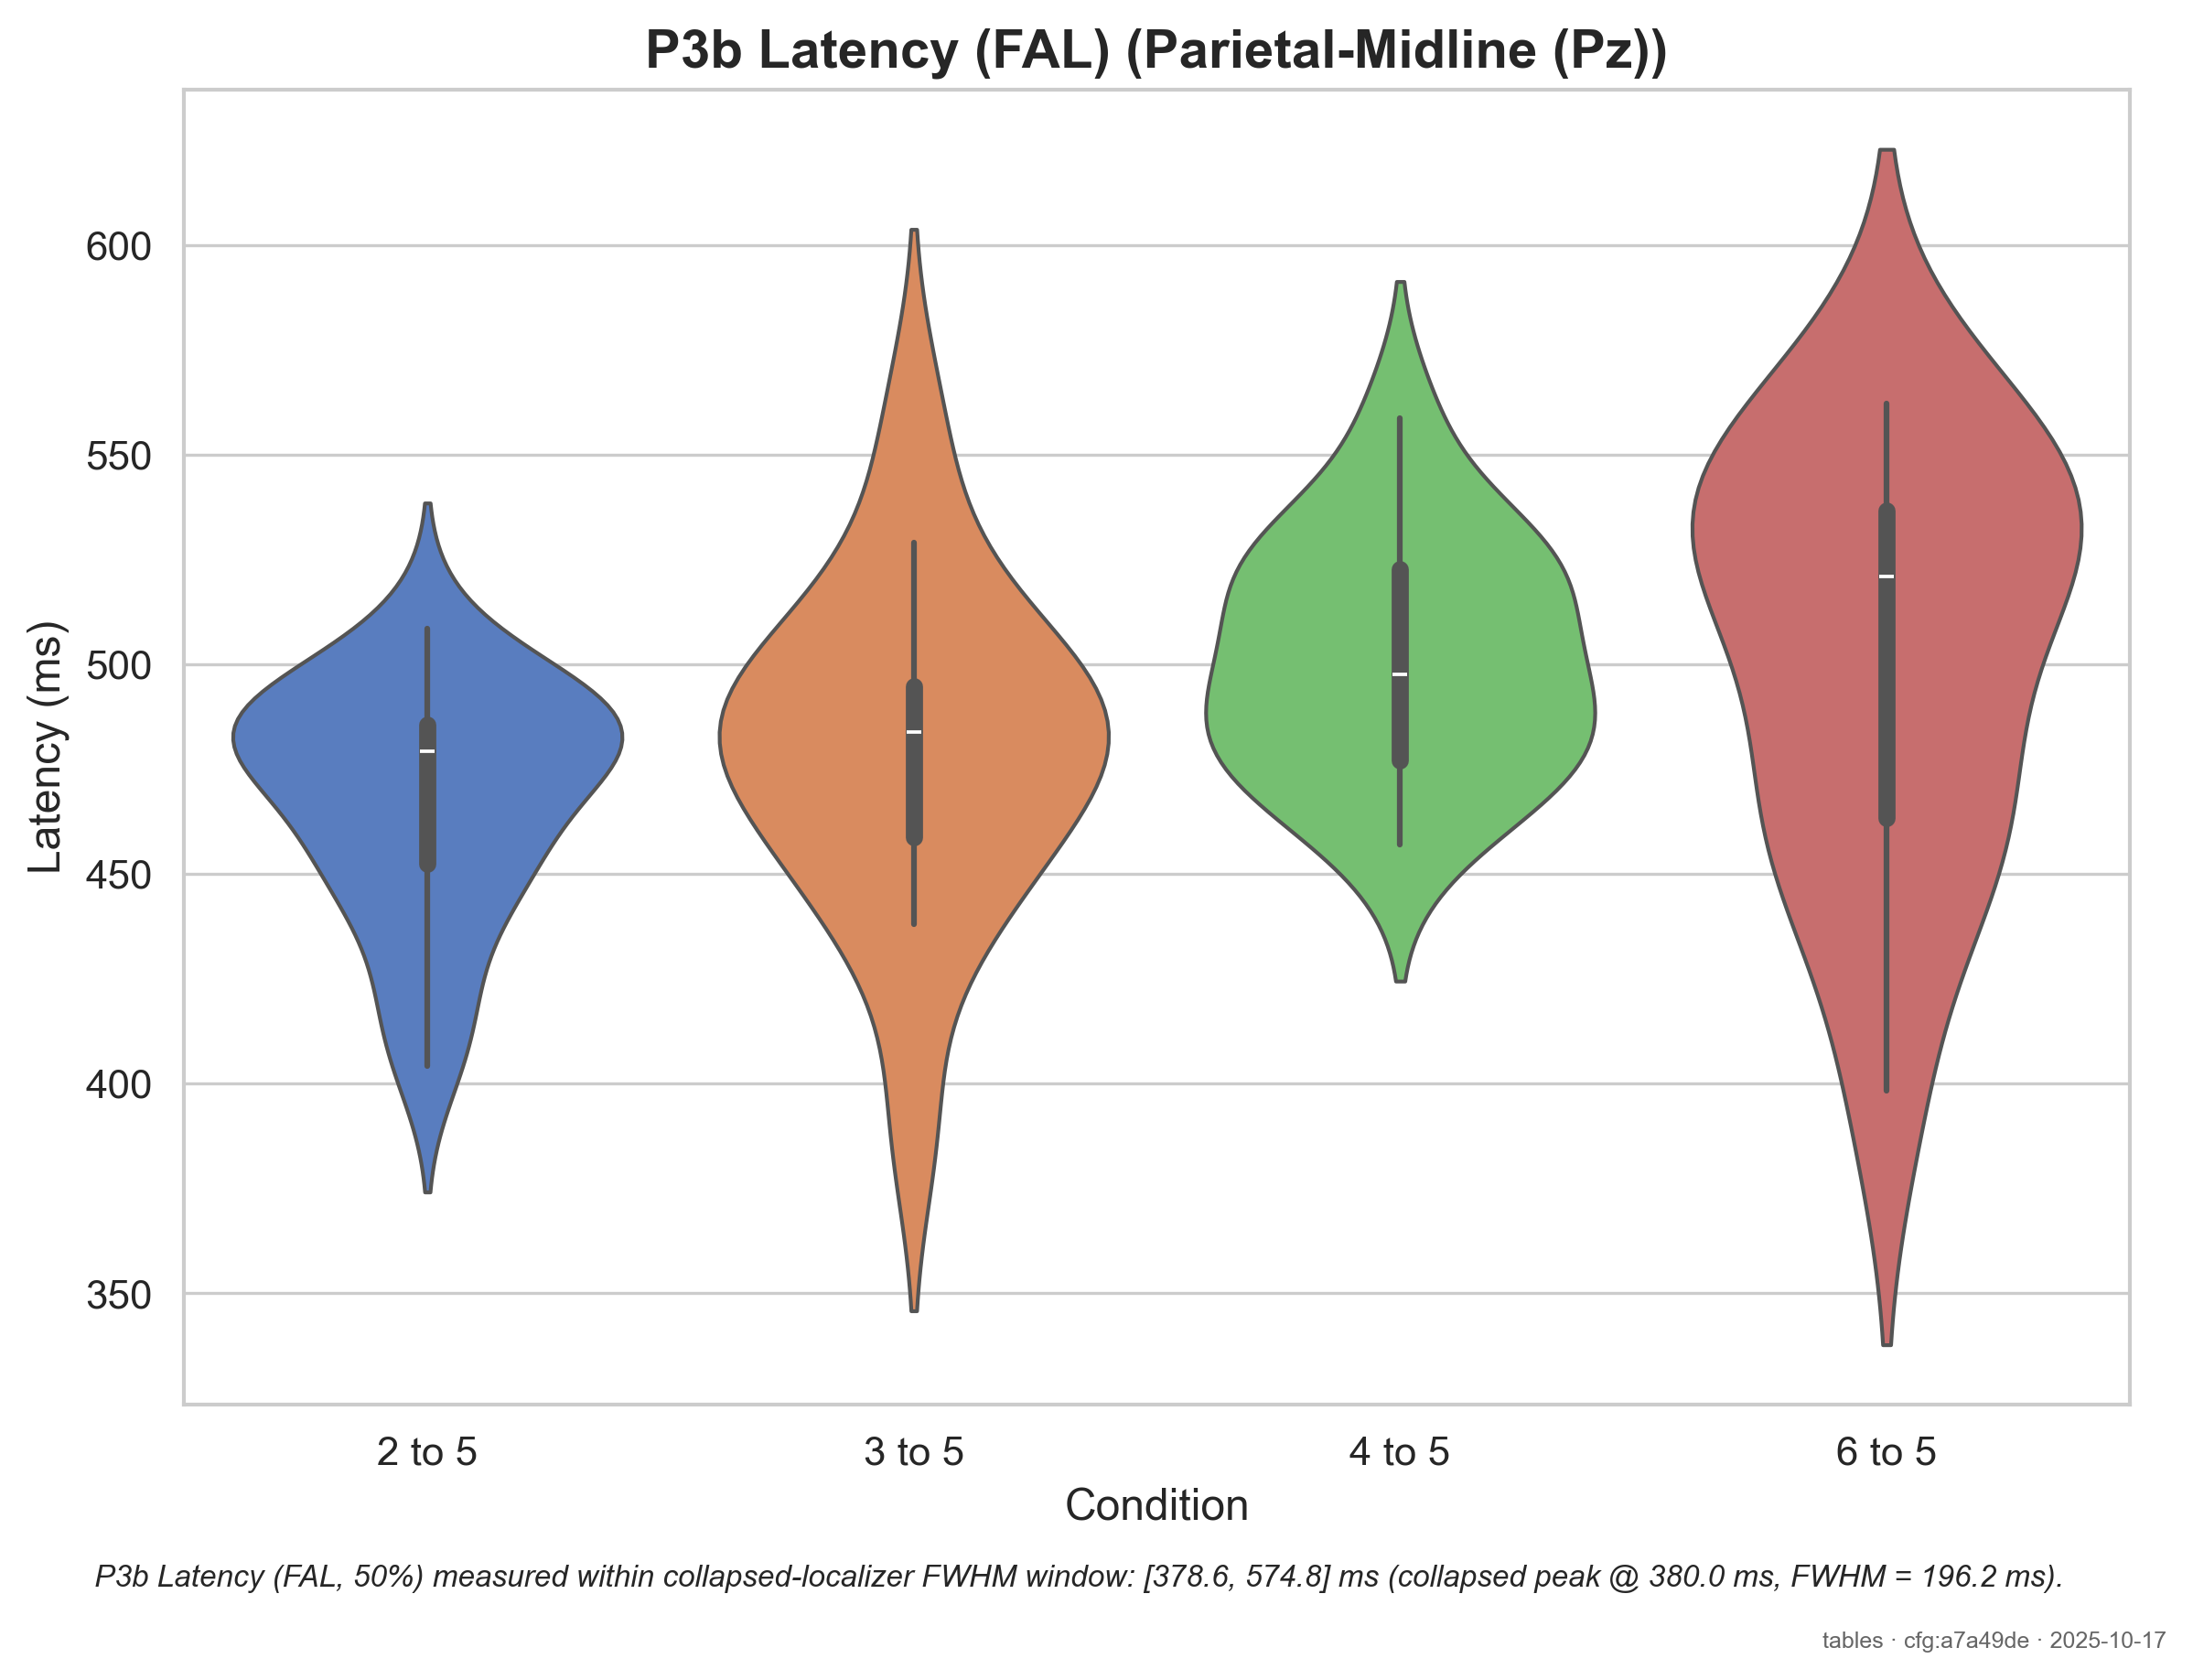 P3b Latency (FAL) (Parietal-Midline (Pz))
Latency (ms)
600
550
500
450
400
350
2 to 5
3 to 5
4 to 5
6 to 5
Condition
P3b Latency (FAL, 50%) measured within collapsed-localizer FWHM window: [378.6, 574.8] ms (collapsed peak @ 380.0 ms, FWHM = 196.2 ms).
tables · cfg:a7a49de · 2025-10-17